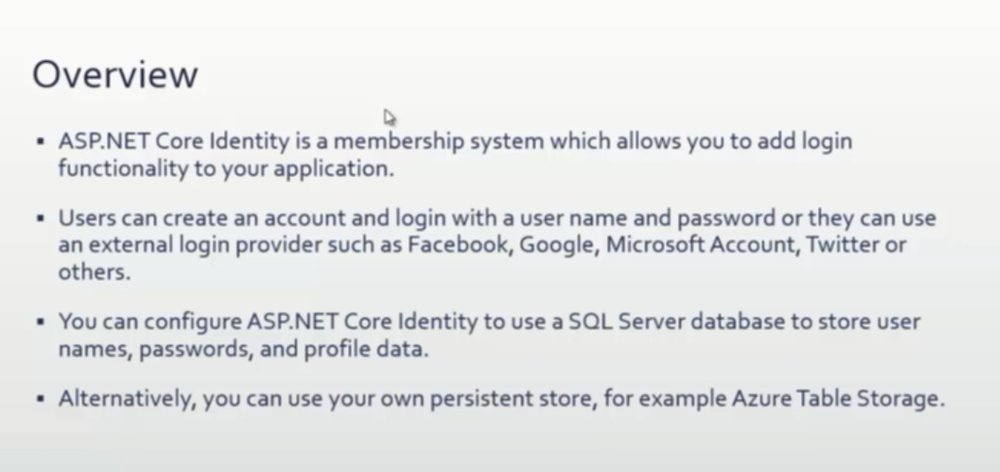 Overview
▪ ASP.NET Core Identity is a membership system which allows you to add login
functionality to your application.
▪ Users can create an account and login with a user name and password or they can use
an external login provider such as Facebook, Google, Microsoft Account, Twitter or
others.
▪ You can configure ASP.NET Core Identity to use a SQL Server database to store user
names, passwords, and profile data.
▪ Alternatively, you can use your own persistent store, for example Azure Table Storage.